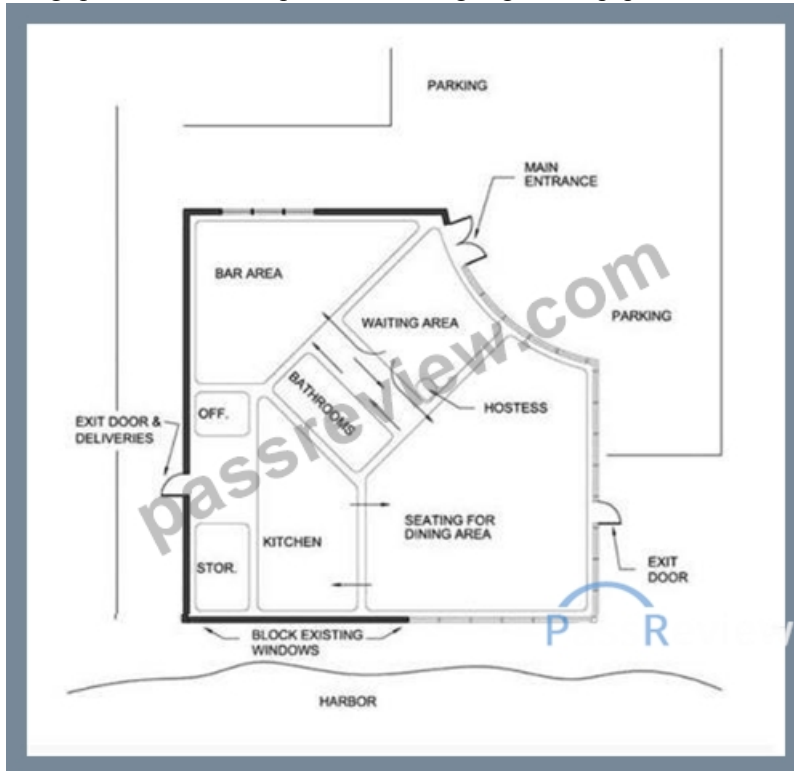 PARKING
MAIN
ENTRANCE
BAR AREA
WAITING AREA
PARKING
BATHROOMS
HOSTESS
OFF.
EXIT DOOR &
DELIVERIES
SEATING FOR
DINING AREA
KITCHEN
STOR.
EXIT
DOOR
BLOCK EXISTING
WINDOWS
HARBOR
passreview.com